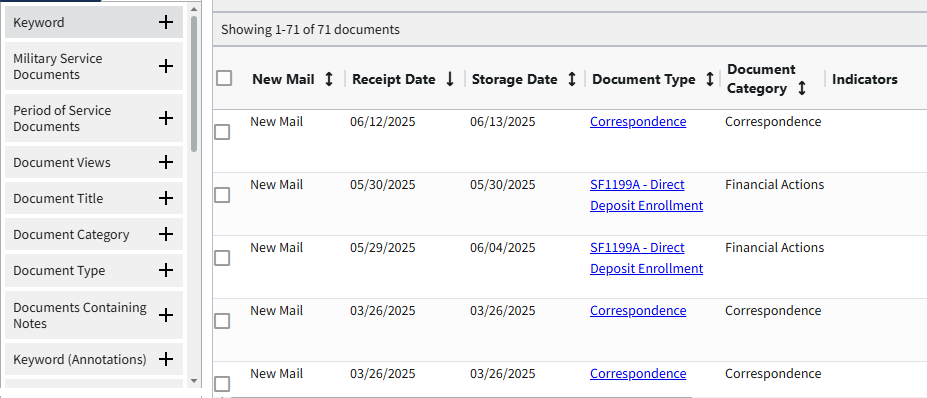 Keyword
Military Service
Documents
Period of Service
Documents
Document Views
Document Title
Document Category
Document Type
Documents Containing
Notes
Keyword (Annotations)
Showing 1-71 of 71 documents
New Mail Receipt Date Storage Date Document Type Document Category Indicators
New Mail 06/12/2025 06/13/2025 Correspondence Correspondence
New Mail 05/30/2025 05/30/2025 SF1199A - Direct Financial Actions
Deposit Enrollment
New Mail 05/29/2025 06/04/2025 SF1199A - Direct Financial Actions
Deposit Enrollment
New Mail 03/26/2025 03/26/2025 Correspondence Correspondence
New Mail 03/26/2025 03/26/2025 Correspondence Correspondence